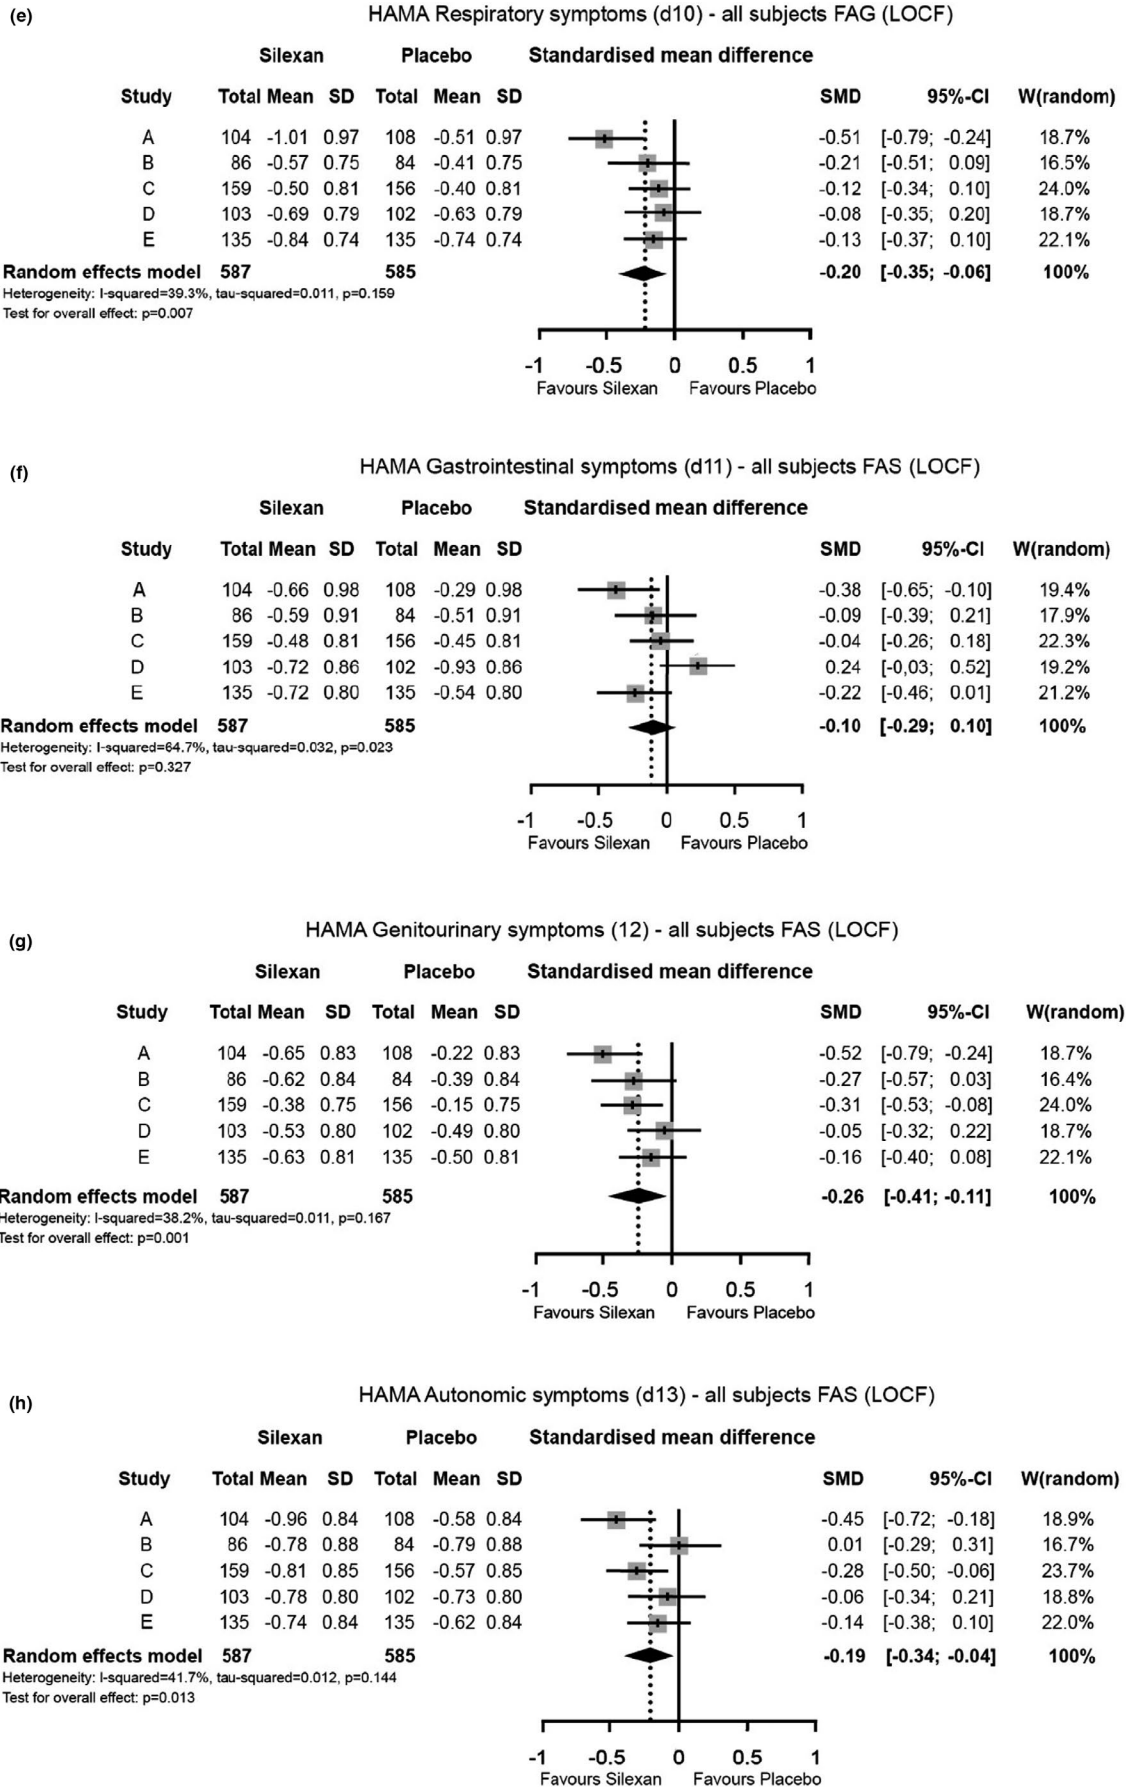 (e)
HAMA Respiratory symptoms (d10) - all subjects FAG (LOCF)
Silexan Placebo Standardised mean difference
Study Total Mean SD Total Mean SD SMD 95%-CI W(random)
A 104 -1.01 0.97 108 -0.51 0.97 -0.51 [-0.79; -0.24] 18.7%
B 86 -0.57 0.75 84 -0.41 0.75 -0.21 [-0.51; 0.09] 16.5%
C 159 -0.50 0.81 156 -0.40 0.81 -0.12 [-0.34; 0.10] 24.0%
D 103 -0.69 0.79 102 -0.63 0.79 -0.08 [-0.35; 0.20] 18.7%
E 135 -0.84 0.74 135 -0.74 0.74 -0.13 [-0.37; 0.10] 22.1%
Random effects model 587 585 -0.20 [-0.35; -0.06] 100%
Heterogeneity: I-squared=39.3%, tau-squared=0.011, p=0.159
Test for overall effect: p=0.007
-1 -0.5 0 0.5 1
Favours Silexan Favours Placebo
(f)
HAMA Gastrointestinal symptoms (d11) - all subjects FAS (LOCF)
Silexan Placebo Standardised mean difference
Study Total Mean SD Total Mean SD SMD 95%-CI W(random)
A 104 -0.66 0.98 108 -0.29 0.98 -0.38 [-0.65; -0.10] 19.4%
B 86 -0.59 0.91 84 -0.51 0.91 -0.09 [-0.39; 0.21] 17.9%
C 159 -0.48 0.81 156 -0.45 0.81 -0.04 [-0.26; 0.18] 22.3%
D 103 -0.72 0.86 102 -0.93 0.86 0.24 [-0,03; 0.52] 19.2%
E 135 -0.72 0.80 135 -0.54 0.80 -0.22 [-0.46; 0.01] 21.2%
Random effects model 587 585 -0.10 [-0.29; 0.10] 100%
Heterogeneity: I-squared=64.7%, tau-squared=0.032, p=0.023
Test for overall effect: p=0.327
-1 -0.5 0 0.5 1
Favours Silexan Favours Placebo
(g)
HAMA Genitourinary symptoms (12) - all subjects FAS (LOCF)
Silexan Placebo Standardised mean difference
Study Total Mean SD Total Mean SD SMD 95%-CI W(random)
A 104 -0.65 0.83 108 -0.22 0.83 -0.52 [-0.79; -0.24] 18.7%
B 86 -0.62 0.84 84 -0.39 0.84 -0.27 [-0.57; 0.03] 16.4%
C 159 -0.38 0.75 156 -0.15 0.75 -0.31 [-0.53; -0.08] 24.0%
D 103 -0.53 0.80 102 -0.49 0.80 -0.05 [-0.32; 0.22] 18.7%
E 135 -0.63 0.81 135 -0.50 0.81 -0.16 [-0.40; 0.08] 22.1%
Random effects model 587 585 -0.26 [-0.41; -0.11] 100%
Heterogeneity: I-squared=38.2%, tau-squared=0.011, p=0.167
Test for overall effect: p=0.001
-1 -0.5 0 0.5 1
Favours Silexan Favours Placebo
(h)
HAMA Autonomic symptoms (d13) - all subjects FAS (LOCF)
Silexan Placebo Standardised mean difference
Study Total Mean SD Total Mean SD SMD 95%-CI W(random)
A 104 -0.96 0.84 108 -0.58 0.84 -0.45 [-0.72; -0.18] 18.9%
B 86 -0.78 0.88 84 -0.79 0.88 0.01 [-0.29; 0.31] 16.7%
C 159 -0.81 0.85 156 -0.57 0.85 -0.28 [-0.50; -0.06] 23.7%
D 103 -0.78 0.80 102 -0.73 0.80 -0.06 [-0.34; 0.21] 18.8%
E 135 -0.74 0.84 135 -0.62 0.84 -0.14 [-0.38; 0.10] 22.0%
Random effects model 587 585 -0.19 [-0.34; -0.04] 100%
Heterogeneity: I-squared=41.7%, tau-squared=0.012, p=0.144
Test for overall effect: p=0.013
-1 -0.5 0 0.5 1
Favours Silexan Favours Placebo